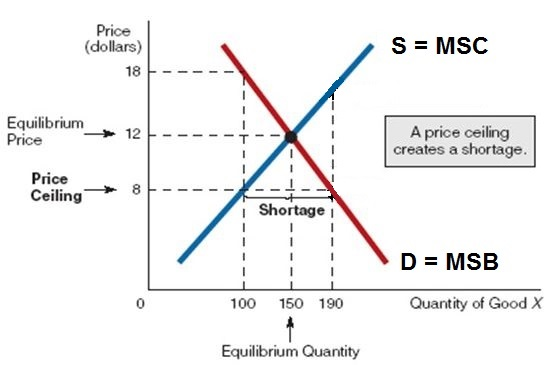 Price
(dollars)
S = MSC
18
Equilibrium
Price
12
A price ceiling
creates a shortage.
Price
Ceiling
8
Shortage
D = MSB
0
100
150
190
Quantity of Good X
Equilibrium Quantity